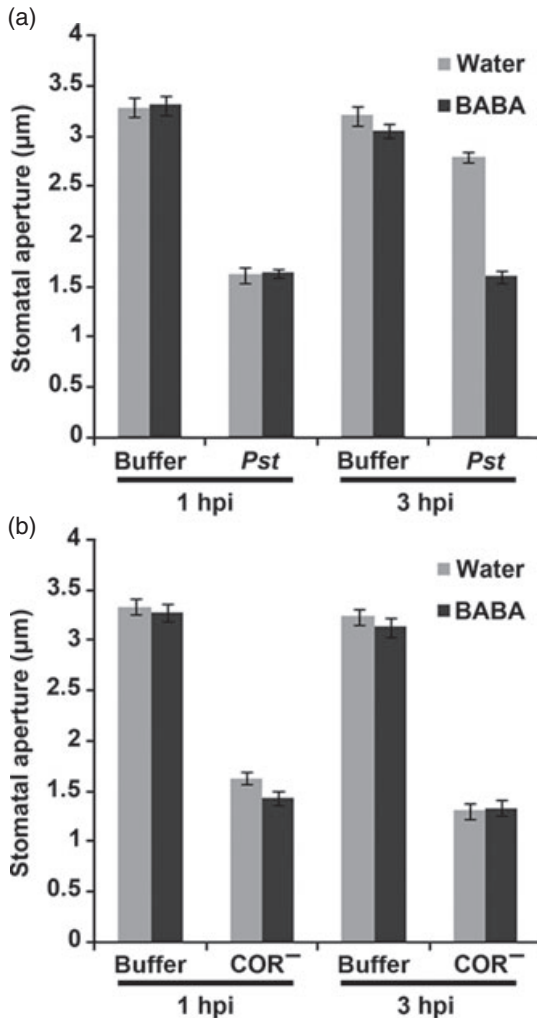 (a)
Stomatal aperture (µm)
4
3.5
3
2.5
2
1.5
1
0.5
0
Water
BABA
Buffer Pst Buffer Pst
1 hpi 3 hpi
(b)
Stomatal aperture (µm)
4
3.5
3
2.5
2
1.5
1
0.5
0
Water
BABA
Buffer COR⁻ Buffer COR⁻
1 hpi 3 hpi